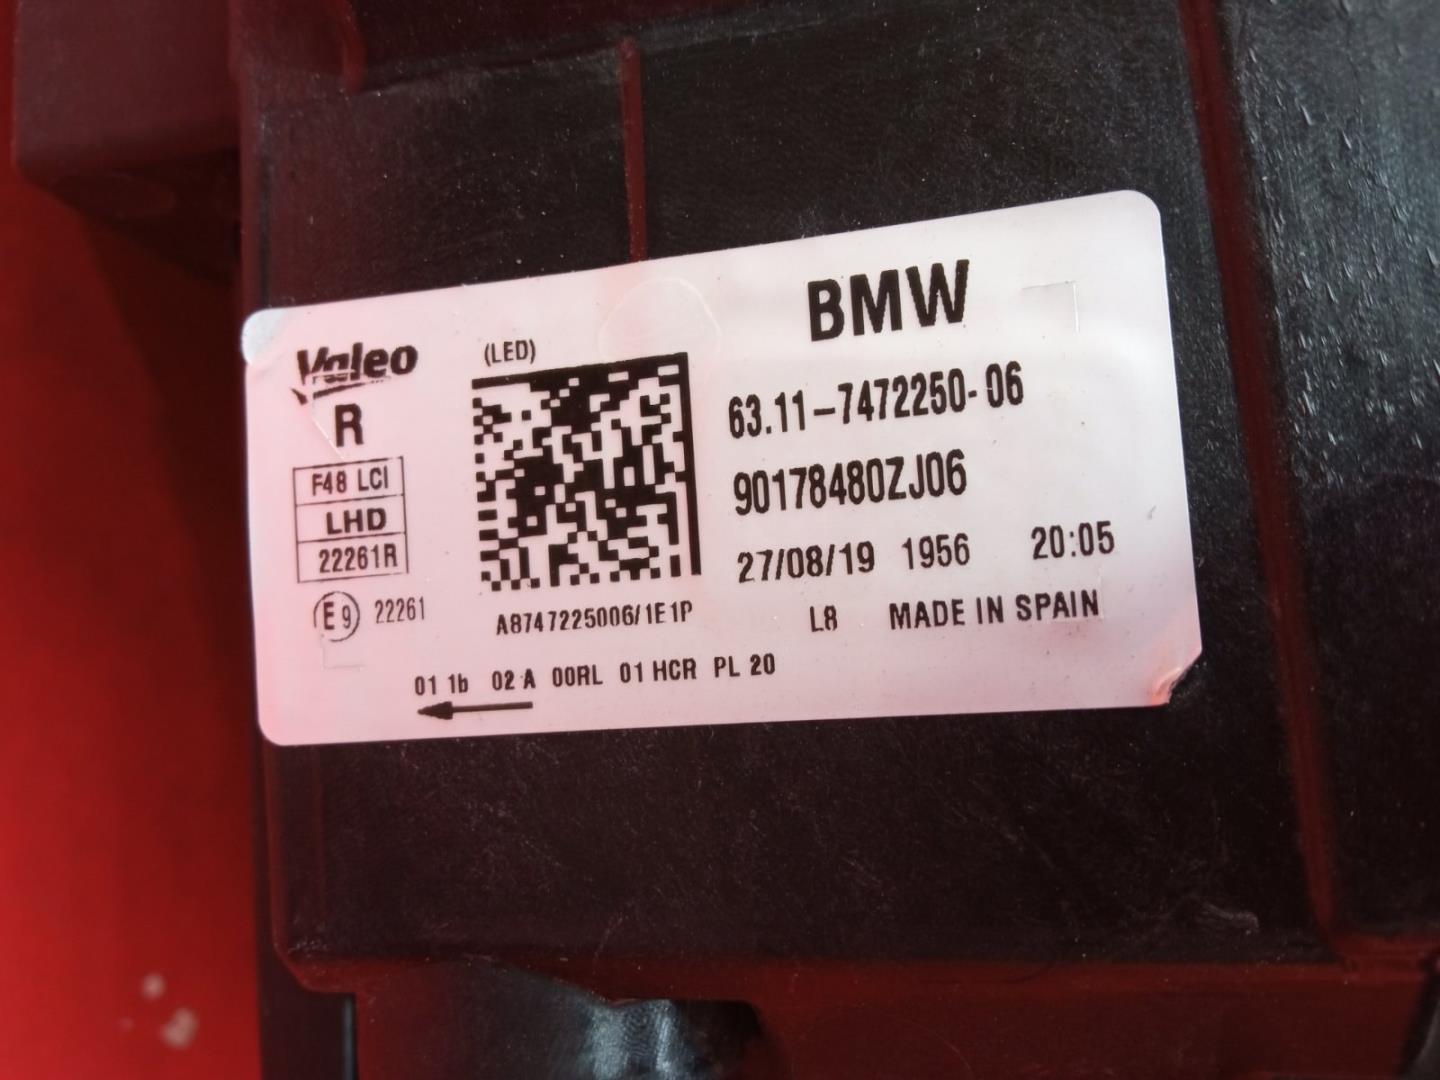 BMW
Valeo
(LED)
R
63.11-7472250-06
F48 LCI
90178480ZJ06
LHD
22261R
27/08/19 1956 20:05
E9 22261
A8747225006/1E1P
L8 MADE IN SPAIN
01 1b 02 A 00RL 01 HCR PL 20